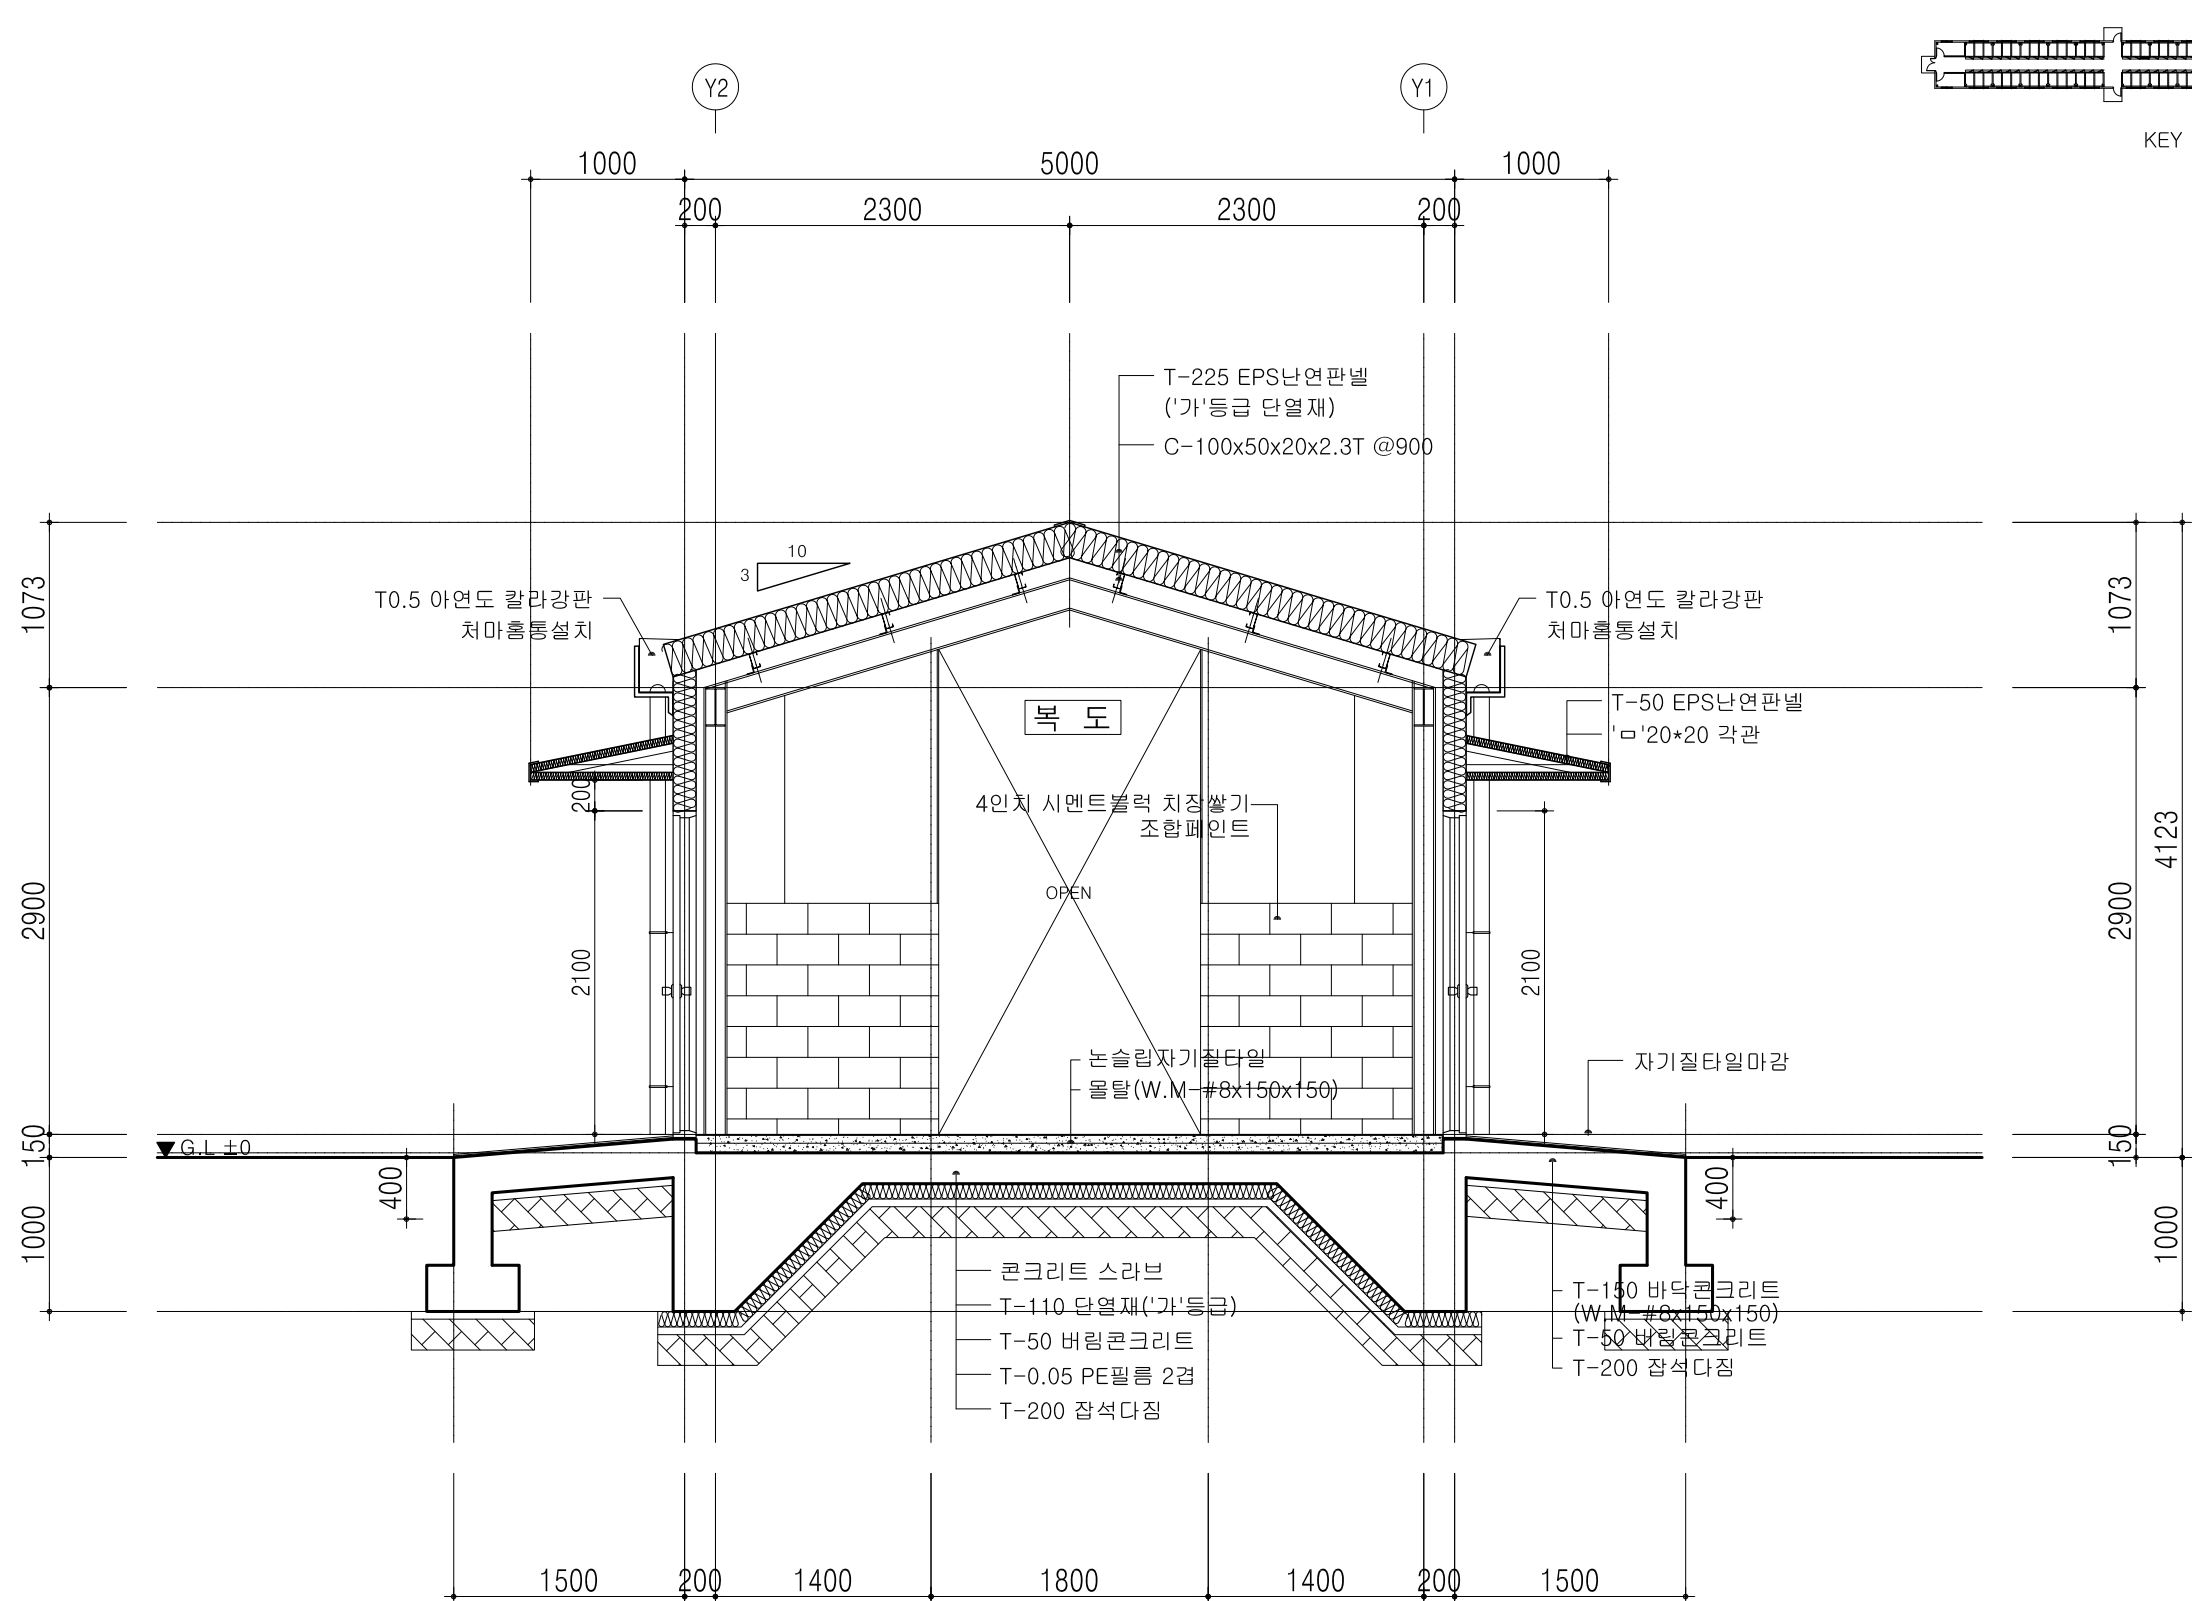 Y2
Y1
KEY
1000
5000
1000
200
2300
2300
200
T-225 EPS난연판넬
('가'등급 단열재)
C-100x50x20x2.3T @900
10
3
1073
1073
T0.5 아연도 칼라강판
처마홈통설치
T0.5 아연도 칼라강판
처마홈통설치
T-50 EPS난연판넬
'ㅁ'20*20 각관
복 도
200
4인치 시멘트블럭 치장쌓기
조합페인트
4123
OPEN
2900
2900
2100
2100
논슬립자기질타일
몰탈(W.M-#8x150x150)
자기질타일마감
G.L ±0
150
150
400
400
1000
1000
콘크리트 스라브
T-110 단열재('가'등급)
T-50 버림콘크리트
T-0.05 PE필름 2겹
T-200 잡석다짐
T-150 바닥콘크리트
(W.M-#8x150x150)
T-50 버림콘크리트
T-200 잡석다짐
1500
200
1400
1800
1400
200
1500